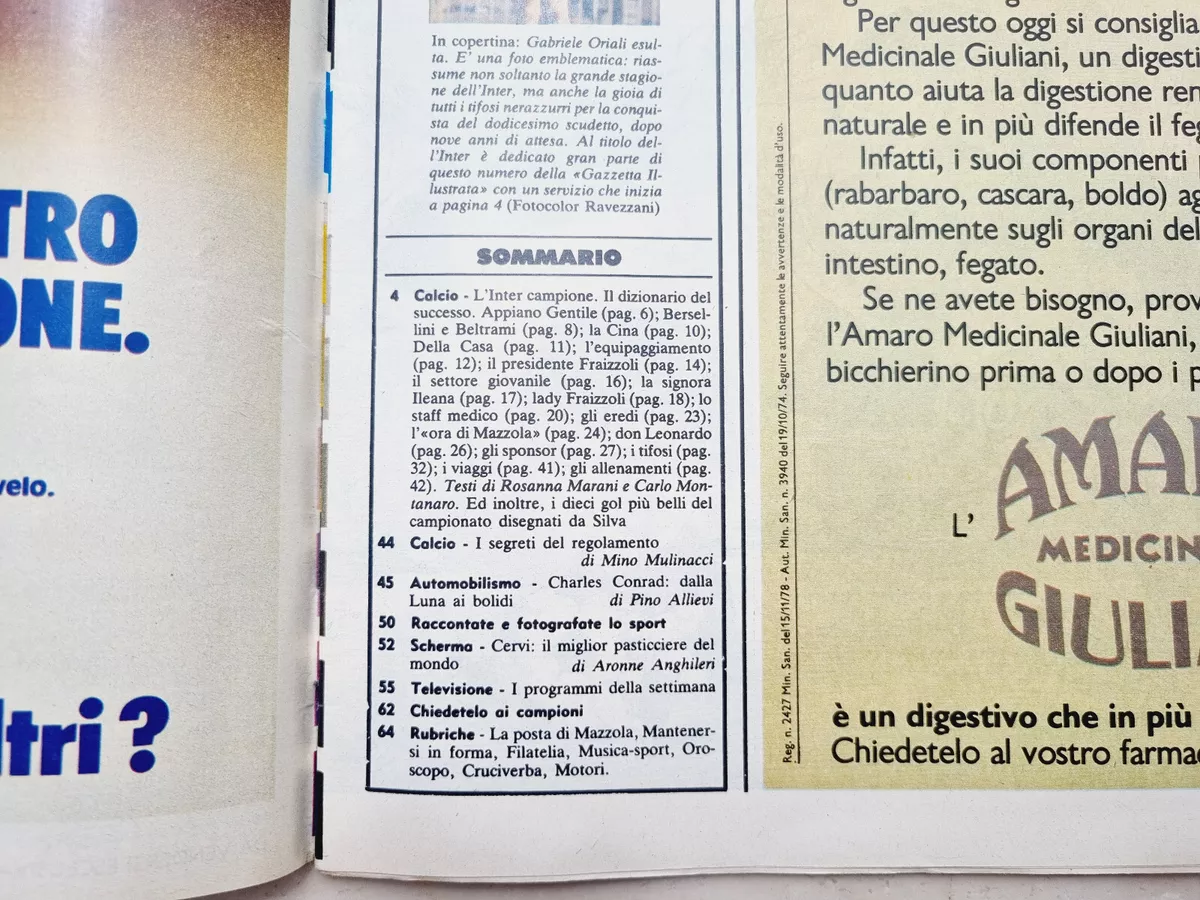 TRO
ONE.
velo.
ltri ?
In copertina: Gabriele Oriali esul-
ta. E' una foto emblematica: rias-
sume non soltanto la grande stagio-
ne dell'Inter, ma anche la gioia di
tutti i tifosi nerazzurri per la conqui-
sta del dodicesimo scudetto, dopo
nove anni di attesa. Al titolo del-
l'Inter è dedicato gran parte di
questo numero della «Gazzetta Il-
lustrata» con un servizio che inizia
a pagina 4 (Fotocolor Ravezzani)
SOMMARIO
4 Calcio - L'Inter campione. Il dizionario del
successo. Appiano Gentile (pag. 6); Bersel-
lini e Beltrami (pag. 8); la Cina (pag. 10);
Della Casa (pag. 11); l'equipaggiamento
(pag. 12); il presidente Fraizzoli (pag. 14);
il settore giovanile (pag. 16); la signora
Ileana (pag. 17); lady Fraizzoli (pag. 18); lo
staff medico (pag. 20); gli eredi (pag. 23);
l'«ora di Mazzola» (pag. 24); don Leonardo
(pag. 26); gli sponsor (pag. 27); i tifosi (pag.
32); i viaggi (pag. 41); gli allenamenti (pag.
42). Testi di Rosanna Marani e Carlo Mon-
tanaro. Ed inoltre, i dieci gol più belli del
campionato disegnati da Silva
44 Calcio - I segreti del regolamento
di Mino Mulinacci
45 Automobilismo - Charles Conrad: dalla
Luna ai bolidi di Pino Allievi
50 Raccontate e fotografate lo sport
52 Scherma - Cervi: il miglior pasticciere del
mondo di Aronne Anghileri
55 Televisione - I programmi della settimana
62 Chiedetelo ai campioni
64 Rubriche - La posta di Mazzola, Mantener-
si in forma, Filatelia, Musica-sport, Oro-
scopo, Cruciverba, Motori.
Reg. n. 2427 Min. San. del 15/11/78 - Aut. Min. San. n. 3940 del 19/10/74. Seguire attentamente le avvertenze e le modalità d'uso.
Per questo oggi si consiglia
Medicinale Giuliani, un digesti
quanto aiuta la digestione ren
naturale e in più difende il feg
Infatti, i suoi componenti
(rabarbaro, cascara, boldo) ag
naturalmente sugli organi del
intestino, fegato.
Se ne avete bisogno, prov
l'Amaro Medicinale Giuliani,
bicchierino prima o dopo i p
L' AMAR
MEDICIN
GIULIA
è un digestivo che in più
Chiedetelo al vostro farmac